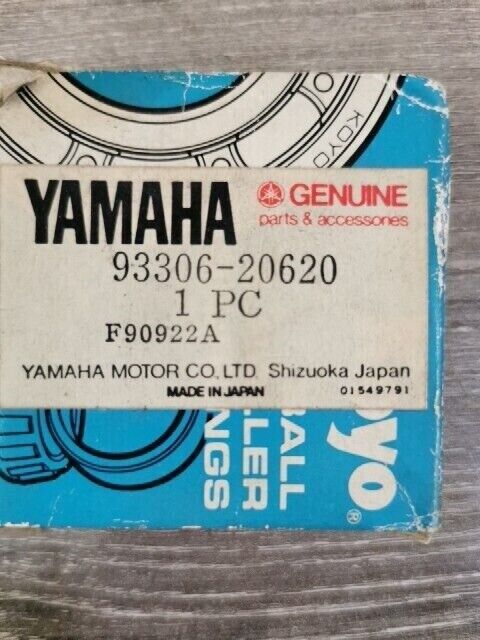 KOYO
YAMAHA
GENUINE
parts & accessories
93306-20620
1 PC
F90922A
YAMAHA MOTOR CO., LTD. Shizuoka Japan
MADE IN JAPAN
01549791
BALL
LLER
NGS
oyo
®